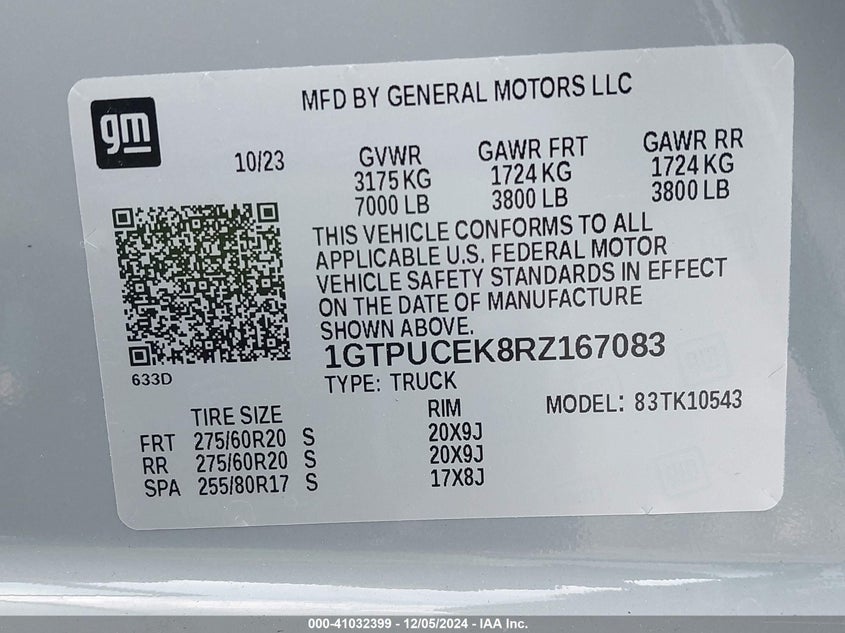 MFD BY GENERAL MOTORS LLC
gm
10/23
GVWR GAWR FRT GAWR RR
3175 KG 1724 KG 1724 KG
7000 LB 3800 LB 3800 LB
THIS VEHICLE CONFORMS TO ALL
APPLICABLE U.S. FEDERAL MOTOR
VEHICLE SAFETY STANDARDS IN EFFECT
ON THE DATE OF MANUFACTURE
SHOWN ABOVE.
633D
1GTPUCEK8RZ167083
TYPE: TRUCK
MODEL: 83TK10543
TIRE SIZE RIM
FRT 275/60R20 S 20X9J
RR 275/60R20 S 20X9J
SPA 255/80R17 S 17X8J
000-41032399 - 12/05/2024 - IAA Inc.